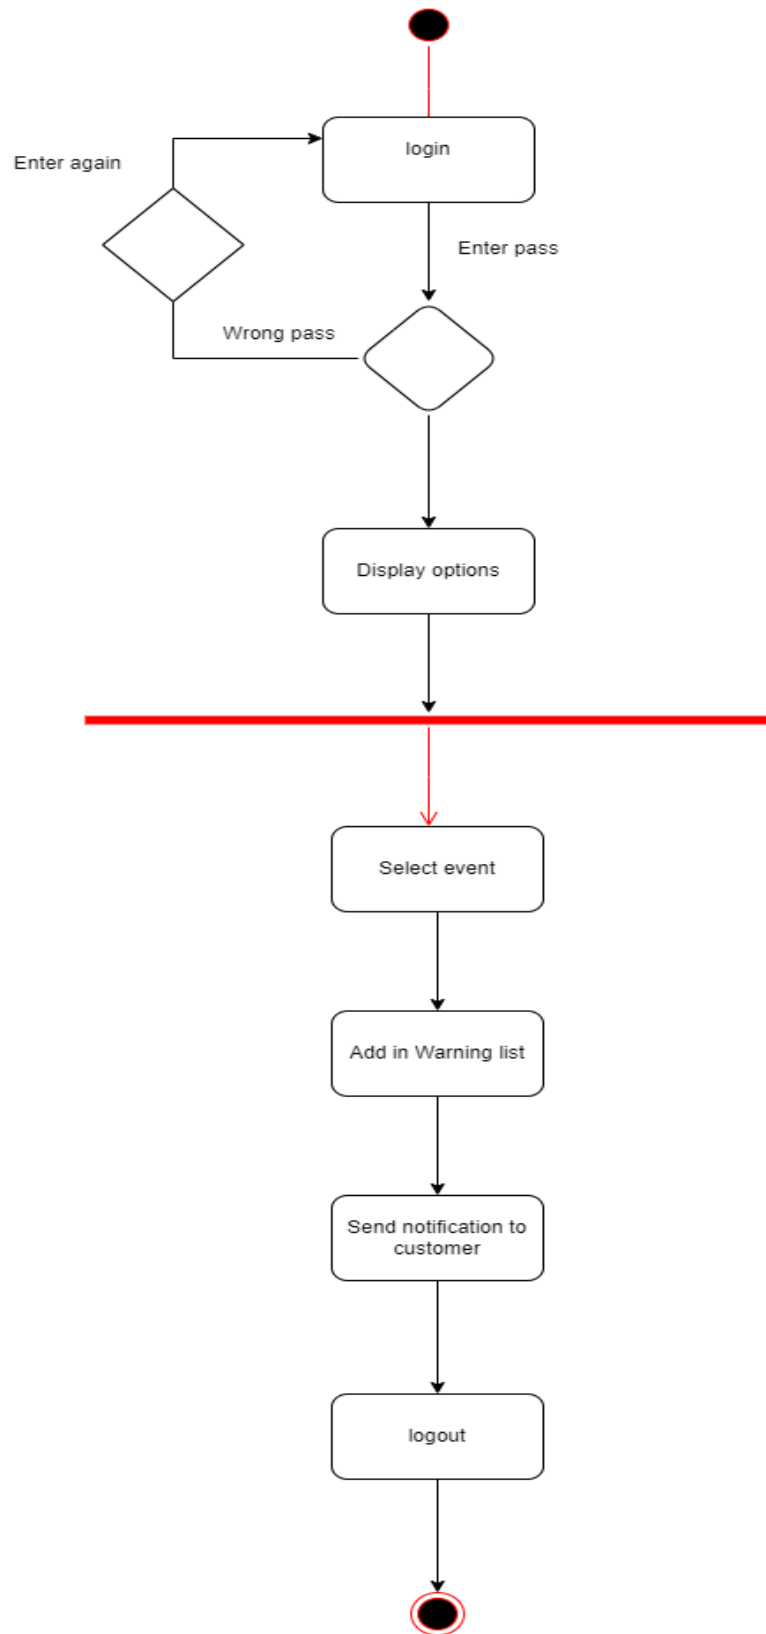 login
Enter again
Enter pass
Wrong pass
Display options
Select event
Add in Warning list
Send notification to
customer
logout